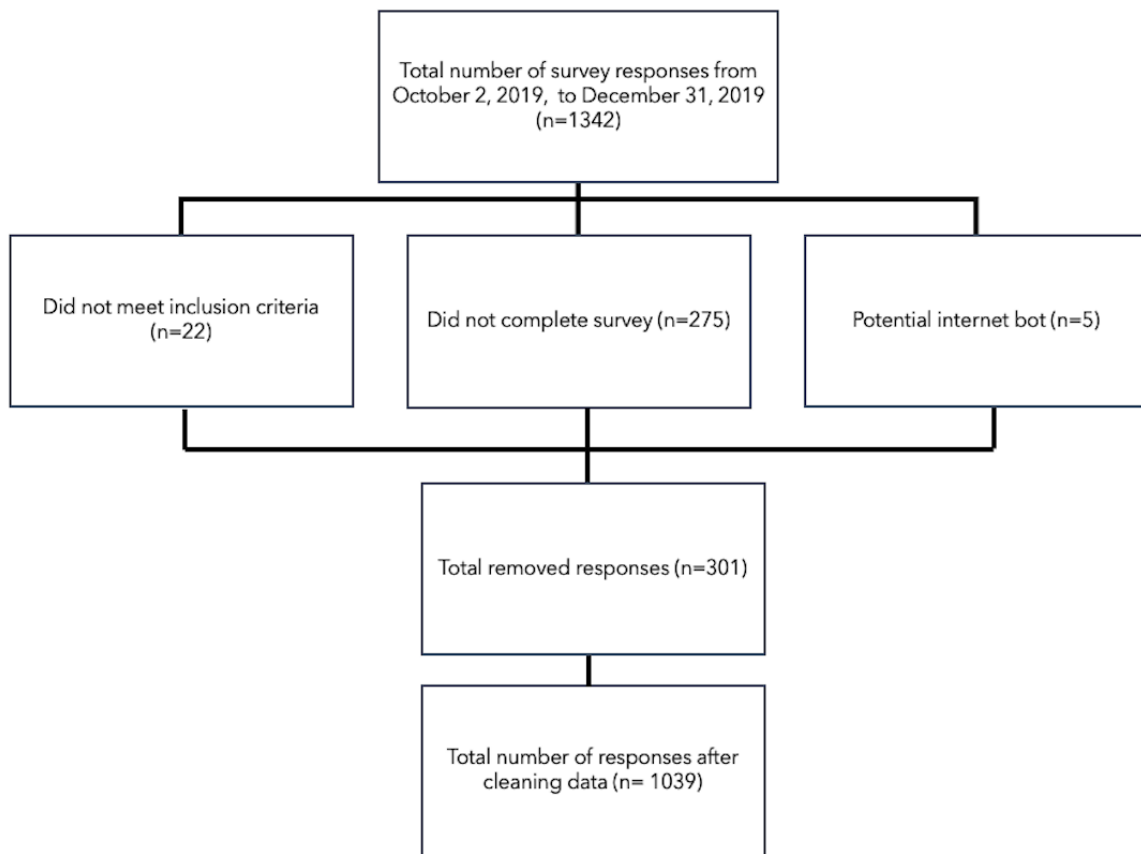 Total number of survey responses from
October 2, 2019,  to December 31, 2019
(n=1342)
Did not meet inclusion criteria
(n=22)
Did not complete survey (n=275)
Potential internet bot (n=5)
Total removed responses (n=301)
Total number of responses after
cleaning data (n= 1039)